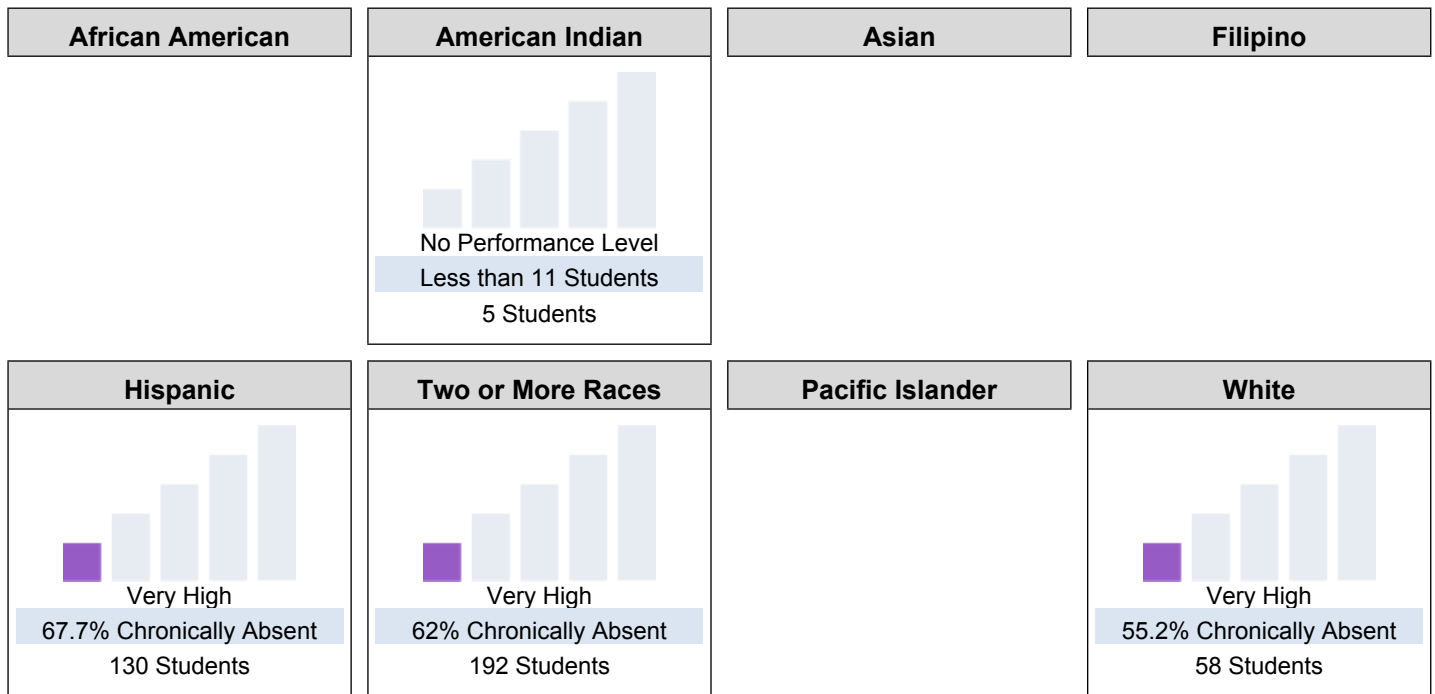 African American
American Indian
Asian
Filipino
No Performance Level
Less than 11 Students
5 Students
Hispanic
Two or More Races
Pacific Islander
White
Very High
67.7% Chronically Absent
130 Students
Very High
62% Chronically Absent
192 Students
Very High
55.2% Chronically Absent
58 Students